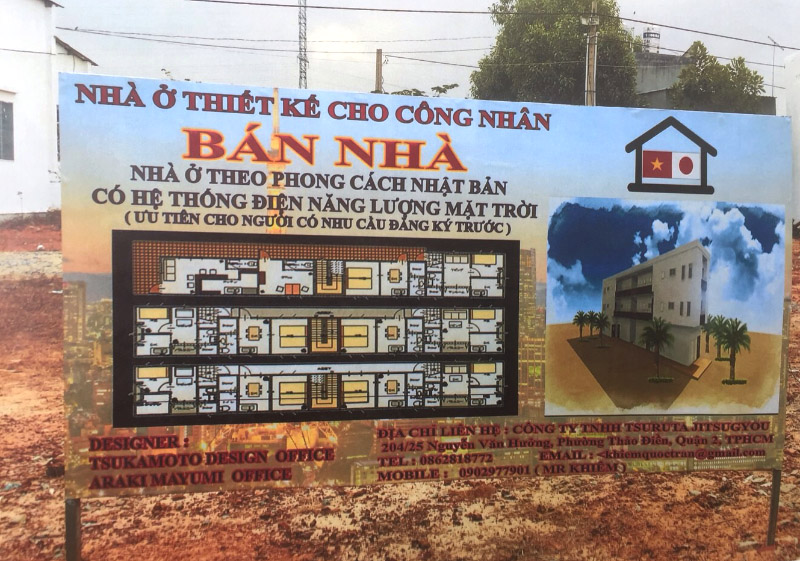 NHÀ Ở THIẾT KẾ CHO CÔNG NHÂN
BÁN NHÀ
NHÀ Ở THEO PHONG CÁCH NHẬT BẢN
CÓ HỆ THỐNG ĐIỆN NĂNG LƯỢNG MẶT TRỜI
( ƯU TIÊN CHO NGƯỜI CÓ NHU CẦU ĐĂNG KÝ TRƯỚC )
DESIGNER :
TSUKAMOTO DESIGN OFFICE
ARAKI MAYUMI OFFICE
ĐỊA CHỈ LIÊN HỆ : CÔNG TY TNHH TSURUTA JITSUGYOU
204/25 Nguyễn Văn Hưởng, Phường Thảo Điền, Quận 2, TPHCM
TEL : 0862818772 EMAIL : <khiemquoctran@gmail.com
MOBILE : 0902977901 ( MR KHIÊM )